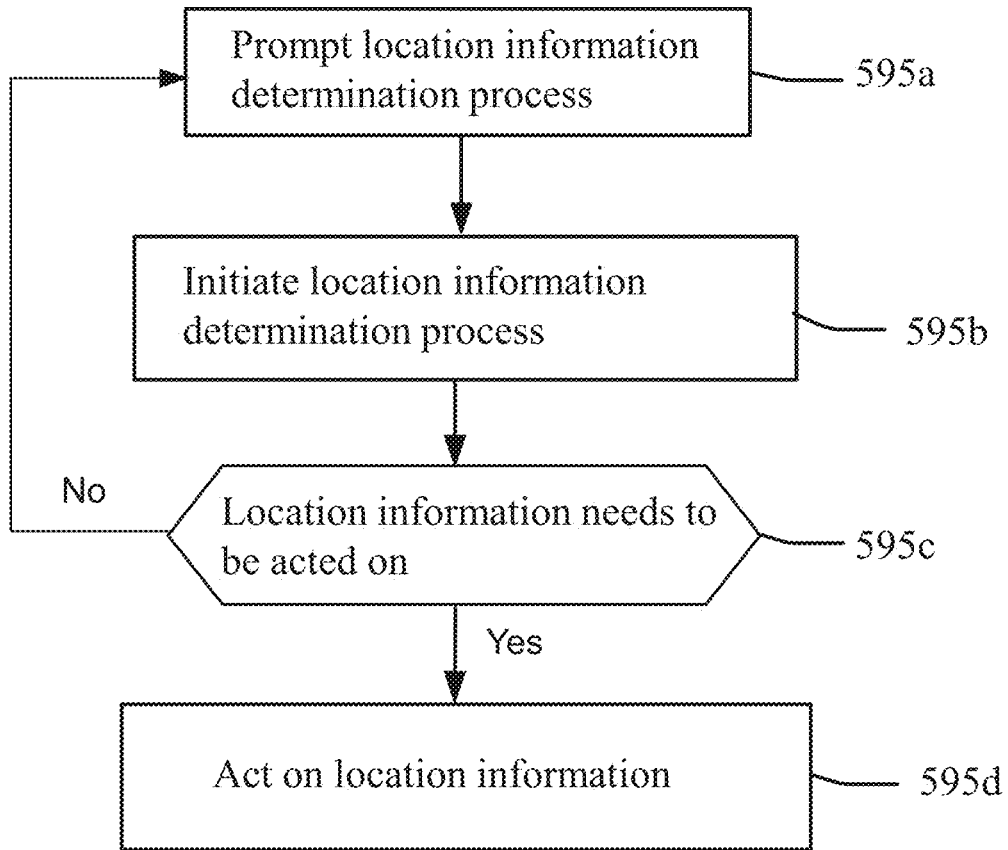 Prompt location information
determination process
595a
Initiate location information
determination process
595b
No
Location information needs to
be acted on
595c
Yes
Act on location information
595d